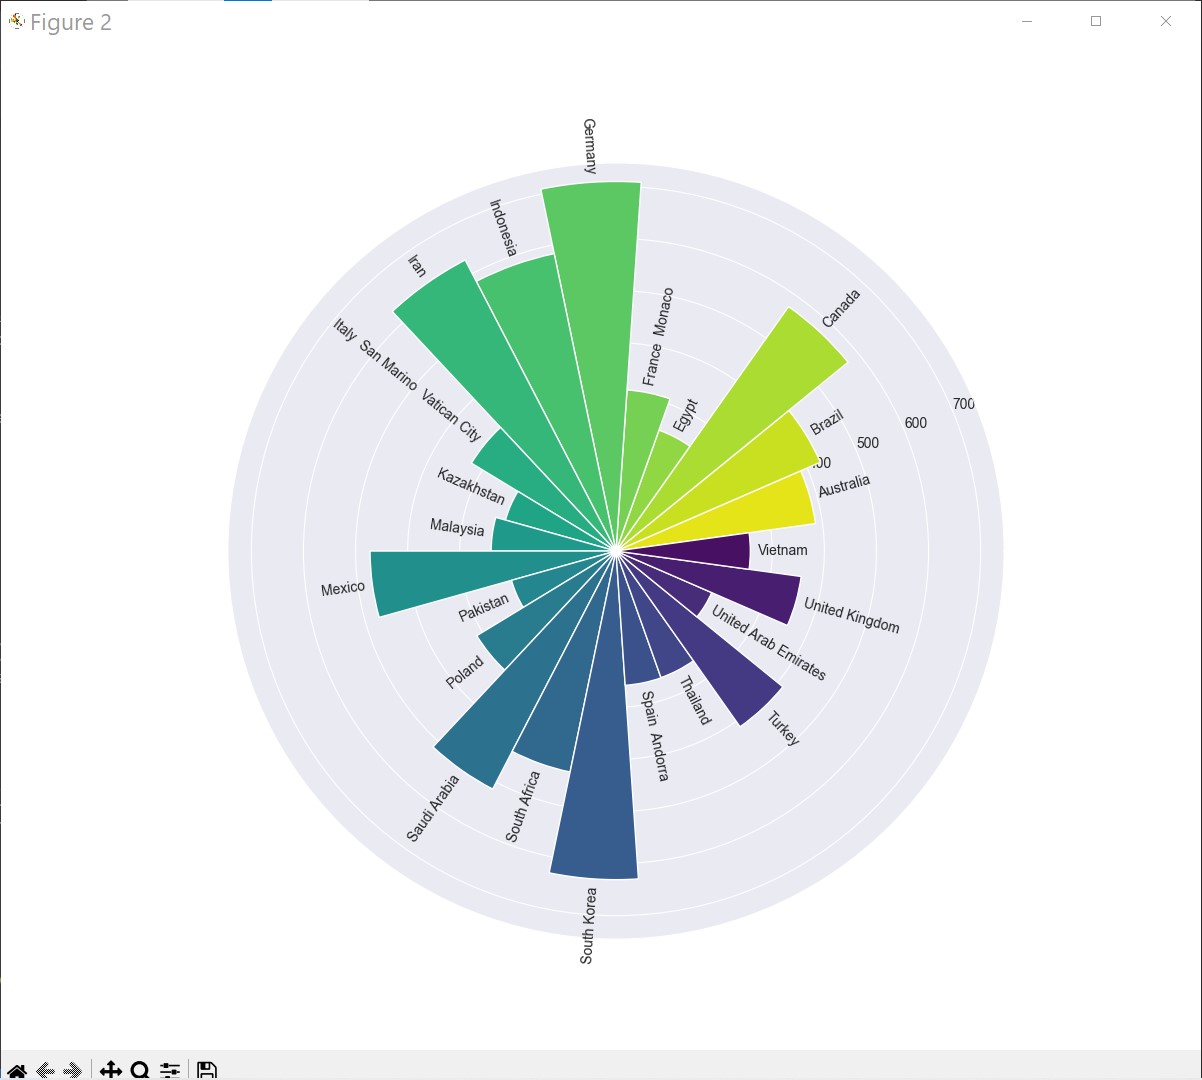 Figure 2
Germany
Indonesia
Iran
Italy San Marino Vatican City
Kazakhstan
Malaysia
Mexico
Pakistan
Poland
Saudi Arabia
South Africa
South Korea
Spain Andorra
Thailand
Turkey
United Arab Emirates
United Kingdom
Vietnam
Australia
Brazil
Canada
Egypt
France Monaco
500
600
700